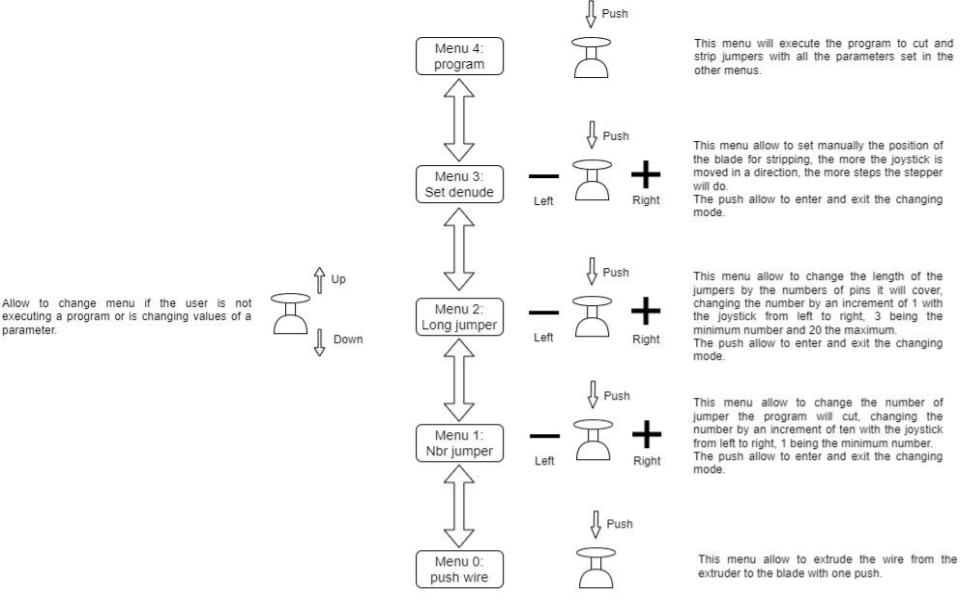 Push
Menu 4:
program
This menu will execute the program to cut and
strip jumpers with all the parameters set in the
other menus.
Push
Menu 3:
Set denude
Left
Right
This menu allow to set manually the position of
the blade for stripping, the more the joystick is
moved in a direction, the more steps the stepper
will do.
The push allow to enter and exit the changing
mode.
Allow to change menu if the user is not
executing a program or is changing values of a
parameter.
Up
Down
Push
Menu 2:
Long jumper
Left
Right
This menu allow to change the length of the
jumpers by the numbers of pins it will cover,
changing the number by an increment of 1 with
the joystick from left to right, 3 being the
minimum number and 20 the maximum.
The push allow to enter and exit the changing
mode.
Push
Menu 1:
Nbr jumper
Left
Right
This menu allow to change the number of
jumper the program will cut, changing the
number by an increment of ten with the joystick
from left to right, 1 being the minimum number.
The push allow to enter and exit the changing
mode.
Push
Menu 0:
push wire
This menu allow to extrude the wire from the
extruder to the blade with one push.